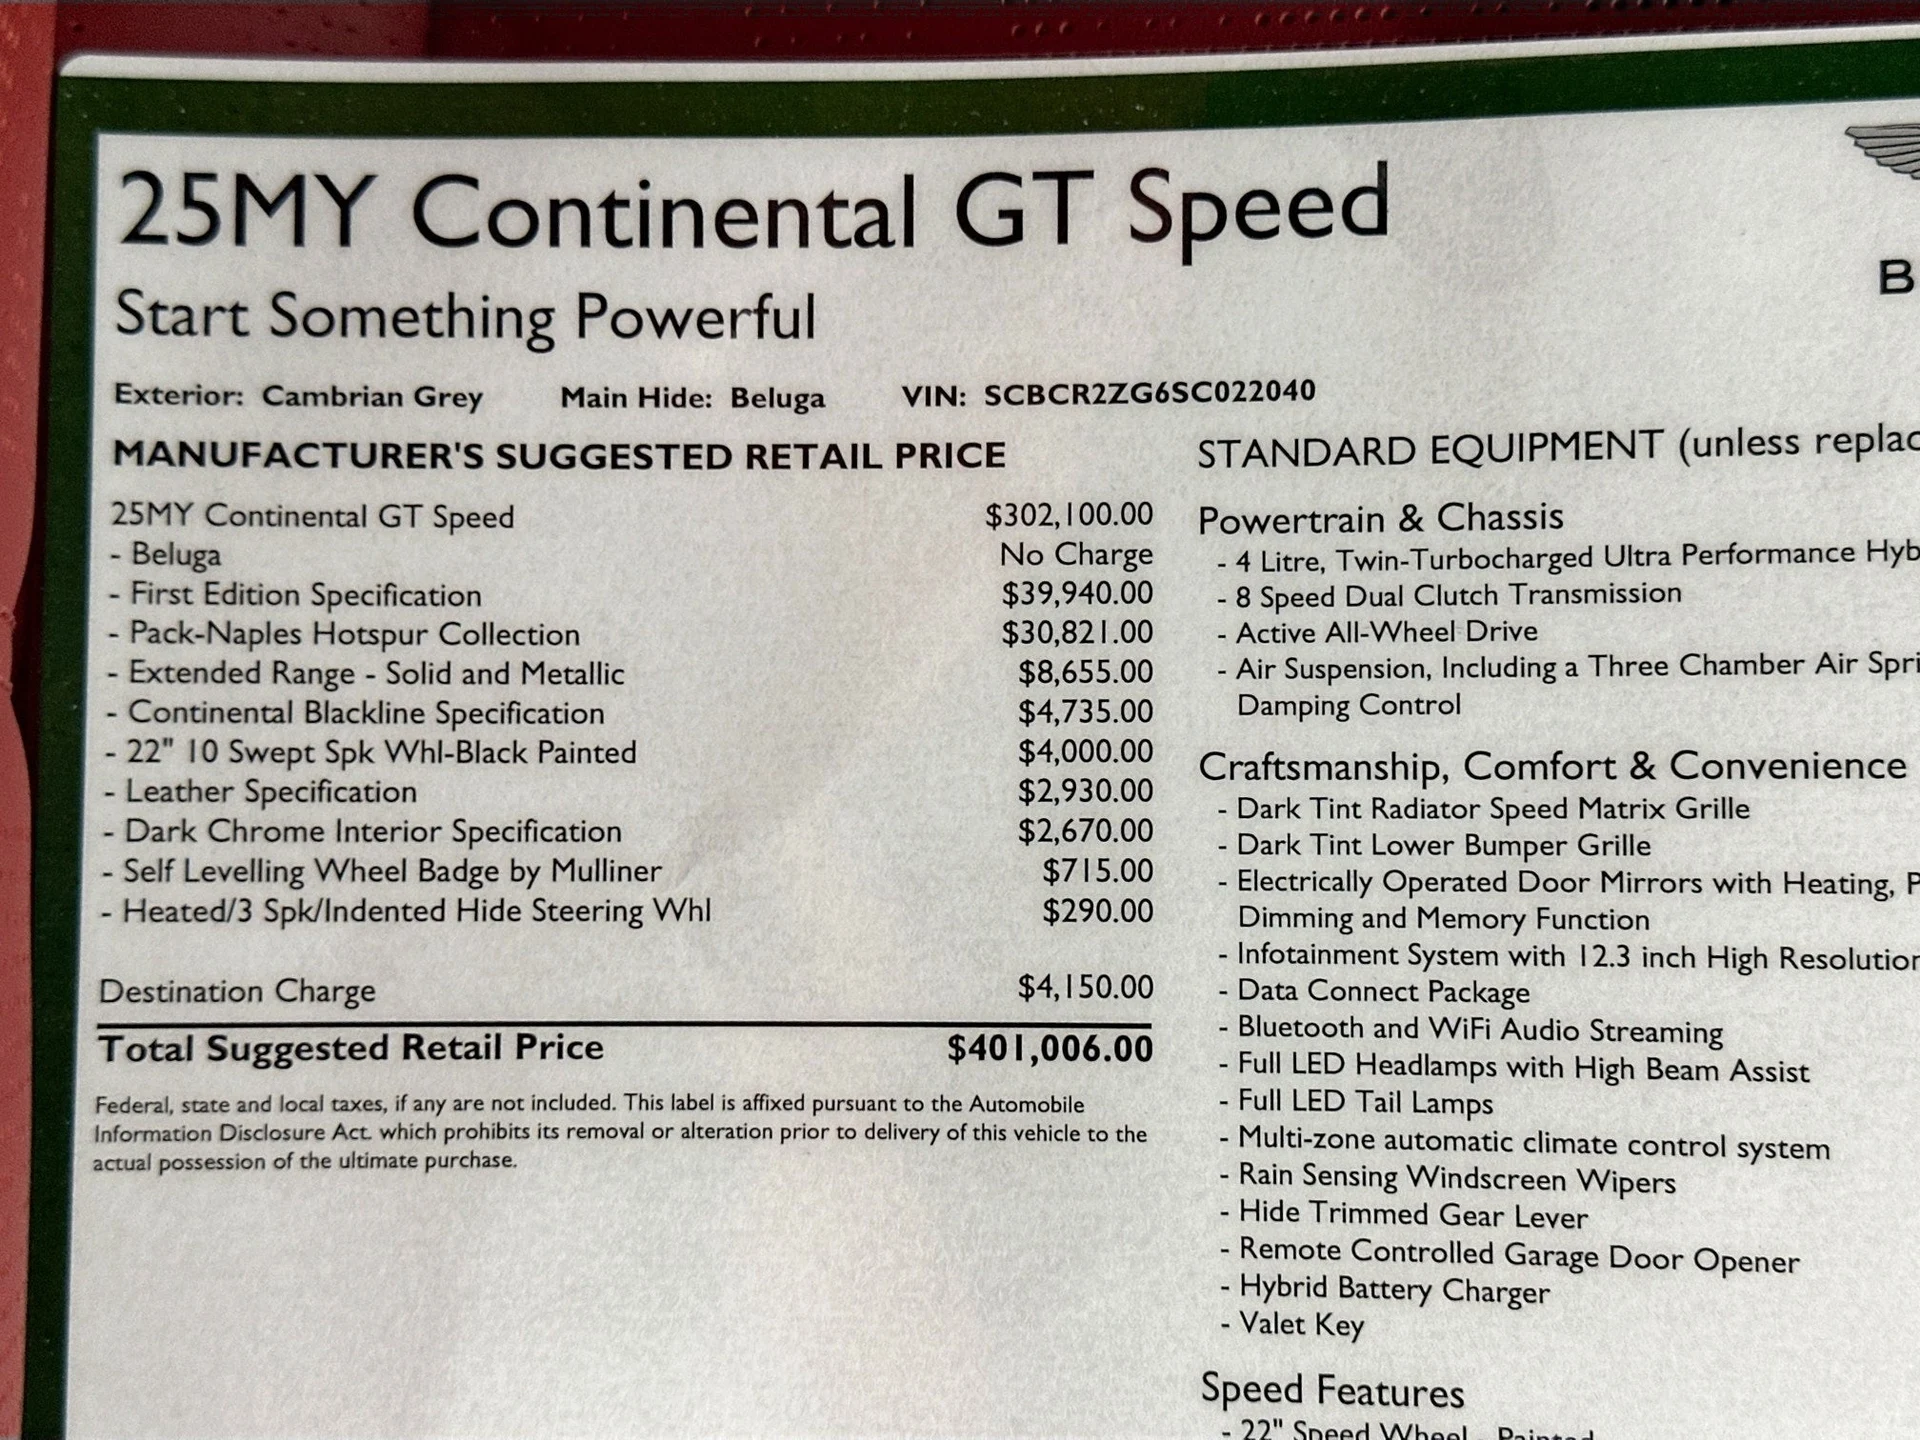 25MY Continental GT Speed
Start Something Powerful
Exterior: Cambrian Grey Main Hide: Beluga VIN: SCBCR2ZG6SC022040
MANUFACTURER'S SUGGESTED RETAIL PRICE
25MY Continental GT Speed $302,100.00
- Beluga No Charge
- First Edition Specification $39,940.00
- Pack-Naples Hotspur Collection $30,821.00
- Extended Range - Solid and Metallic $8,655.00
- Continental Blackline Specification $4,735.00
- 22" 10 Swept Spk Whl-Black Painted $4,000.00
- Leather Specification $2,930.00
- Dark Chrome Interior Specification $2,670.00
- Self Levelling Wheel Badge by Mulliner $715.00
- Heated/3 Spk/Indented Hide Steering Whl $290.00
Destination Charge $4,150.00
Total Suggested Retail Price $401,006.00
Federal, state and local taxes, if any are not included. This label is affixed pursuant to the Automobile
Information Disclosure Act. which prohibits its removal or alteration prior to delivery of this vehicle to the
actual possession of the ultimate purchase.
STANDARD EQUIPMENT (unless replac
Powertrain & Chassis
- 4 Litre, Twin-Turbocharged Ultra Performance Hyb
- 8 Speed Dual Clutch Transmission
- Active All-Wheel Drive
- Air Suspension, Including a Three Chamber Air Spri
Damping Control
Craftsmanship, Comfort & Convenience
- Dark Tint Radiator Speed Matrix Grille
- Dark Tint Lower Bumper Grille
- Electrically Operated Door Mirrors with Heating, P
Dimming and Memory Function
- Infotainment System with 12.3 inch High Resolution
- Data Connect Package
- Bluetooth and WiFi Audio Streaming
- Full LED Headlamps with High Beam Assist
- Full LED Tail Lamps
- Multi-zone automatic climate control system
- Rain Sensing Windscreen Wipers
- Hide Trimmed Gear Lever
- Remote Controlled Garage Door Opener
- Hybrid Battery Charger
- Valet Key
Speed Features
- 22" Speed Wheel - Painted
B